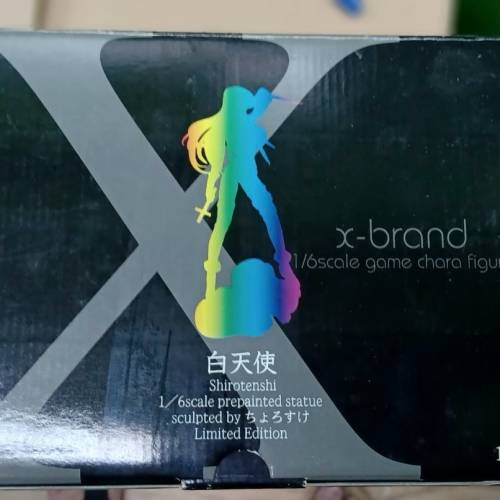 x-brand
1/6scale game chara figur
白天使
Shirotenshi
1/6scale prepainted statue
sculpted by ちょろすけ
Limited Edition